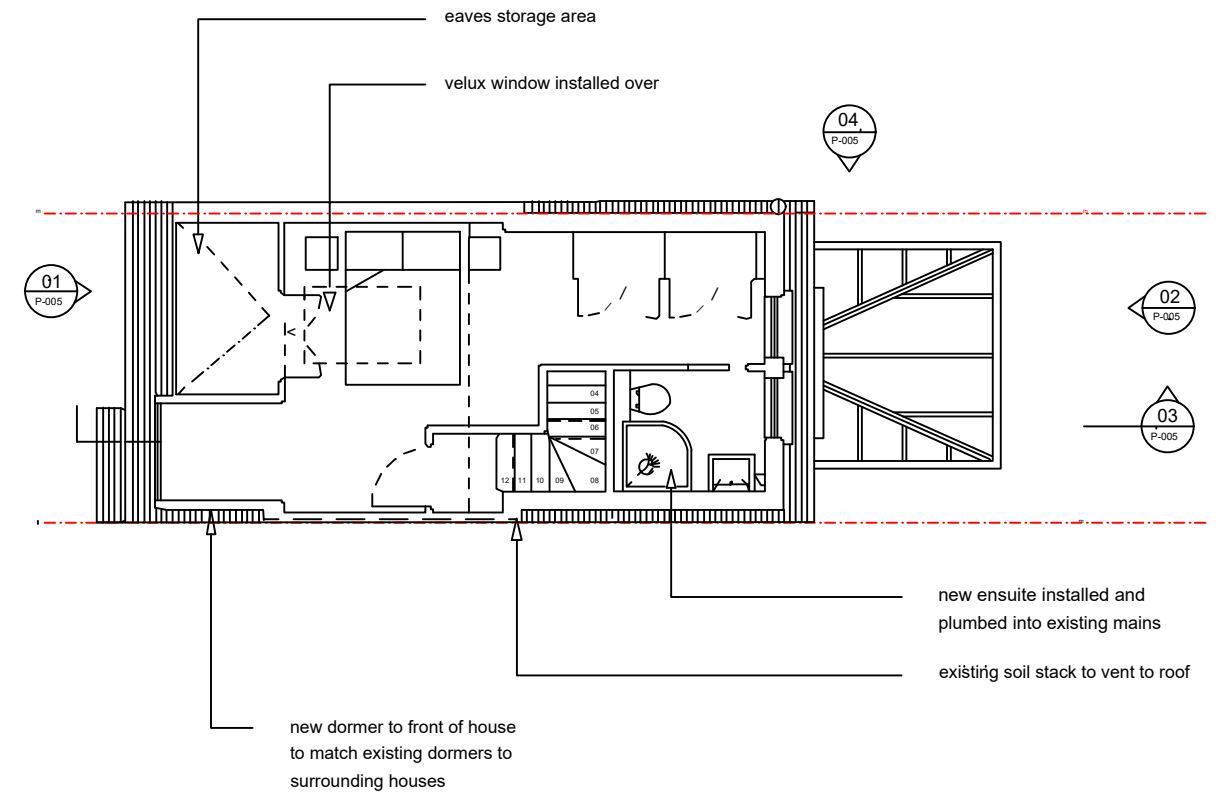 eaves storage area
velux window installed over
04
P-005
01
P-005
02
P-005
03
P-005
04
05
06
07
12 11 10 09 08
new ensuite installed and
plumbed into existing mains
existing soil stack to vent to roof
new dormer to front of house
to match existing dormers to
surrounding houses